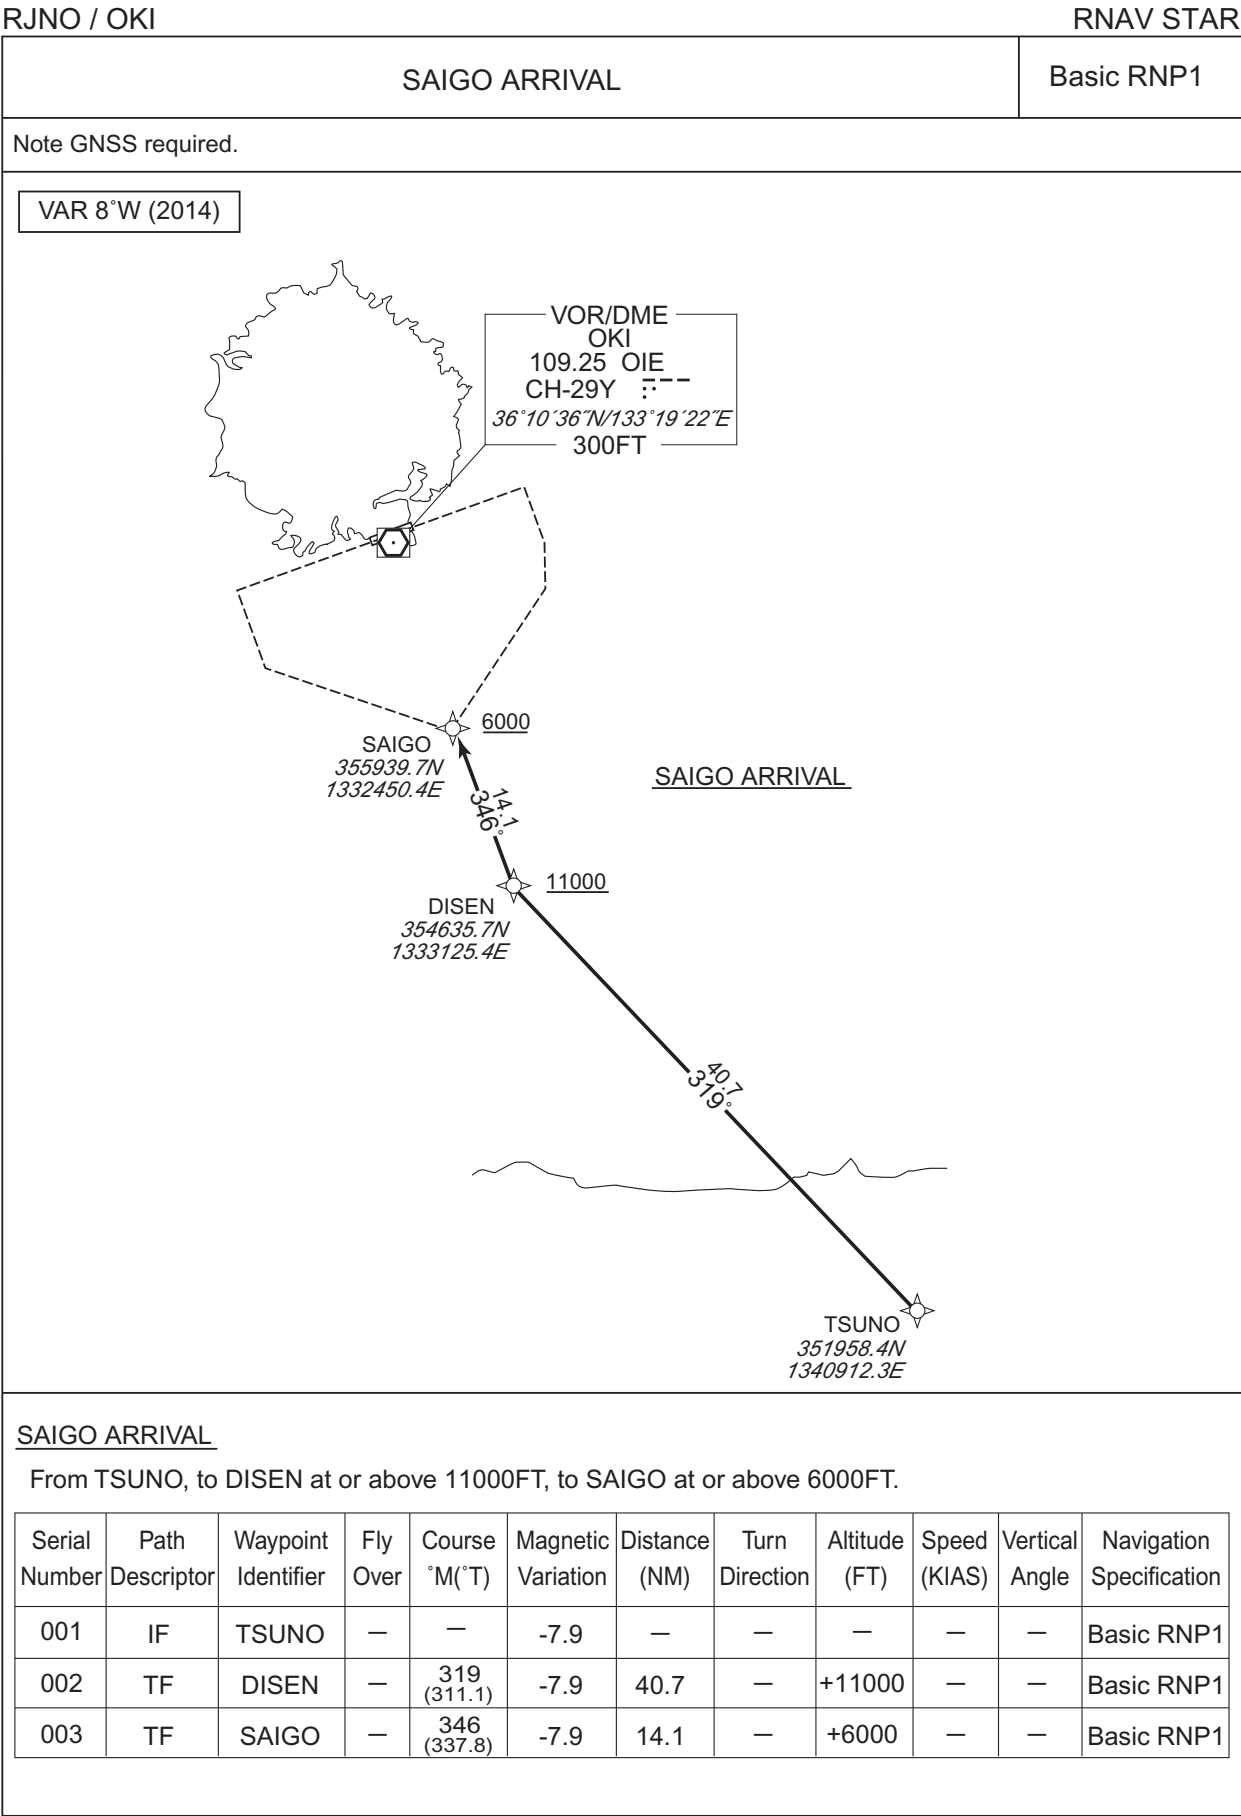 RJNO / OKI
RNAV STAR
SAIGO ARRIVAL
Basic RNP1
Note GNSS required.
VAR 8˚W (2014)
VOR/DME
OKI
109.25 OIE
CH-29Y
36˚10´36˝N/133˚19´22˝E
300FT
6000
SAIGO
355939.7N
1332450.4E
SAIGO ARRIVAL
14.1
346˚
11000
DISEN
354635.7N
1333125.4E
40.7
319˚
TSUNO
351958.4N
1340912.3E
SAIGO ARRIVAL
From TSUNO, to DISEN at or above 11000FT, to SAIGO at or above 6000FT.
Serial Number Path Descriptor Waypoint Identifier Fly Over Course ˚M(˚T) Magnetic Variation Distance (NM) Turn Direction Altitude (FT) Speed (KIAS) Vertical Angle Navigation Specification
001 IF TSUNO — — -7.9 — — — — — Basic RNP1
002 TF DISEN — 319 (311.1) -7.9 40.7 — +11000 — — Basic RNP1
003 TF SAIGO — 346 (337.8) -7.9 14.1 — +6000 — — Basic RNP1